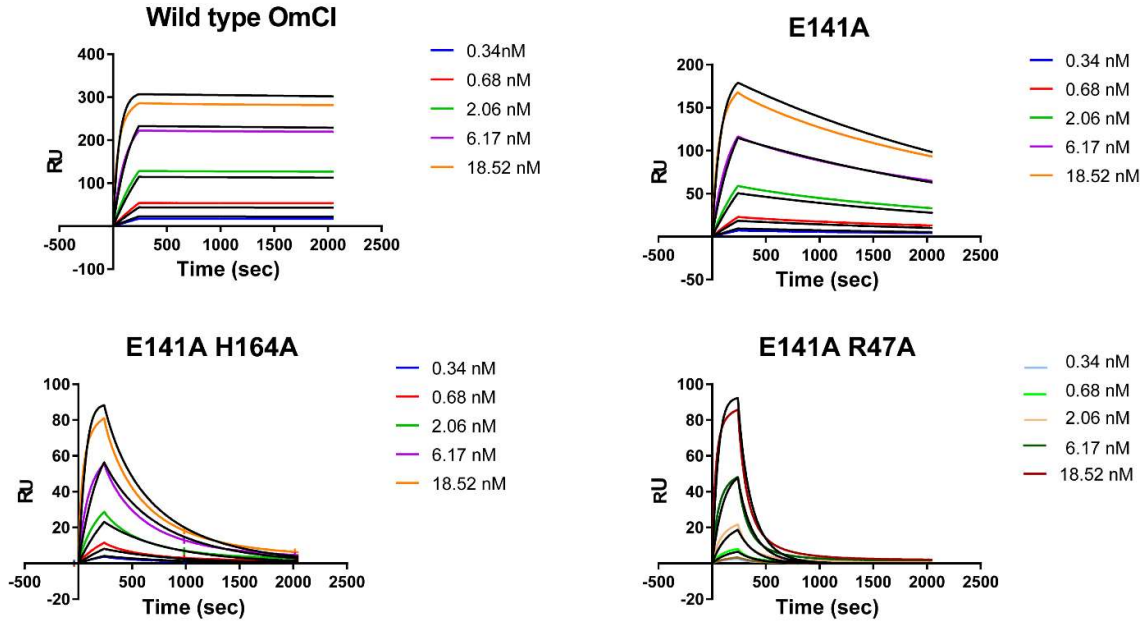 Wild type OmCI
400
300
200
100
-100
-500
500
1000
1500
2000
2500
RU
Time (sec)
0.34nM
0.68 nM
2.06 nM
6.17 nM
18.52 nM
E141A
200
150
100
50
-50
-500
500
1000
1500
2000
2500
RU
Time (sec)
0.34 nM
0.68 nM
2.06 nM
6.17 nM
18.52 nM
E141A H164A
100
80
60
40
20
-20
-500
500
1000
1500
2000
2500
RU
Time (sec)
0.34 nM
0.68 nM
2.06 nM
6.17 nM
18.52 nM
E141A R47A
100
80
60
40
20
-20
-500
500
1000
1500
2000
2500
RU
Time (sec)
0.34 nM
0.68 nM
2.06 nM
6.17 nM
18.52 nM